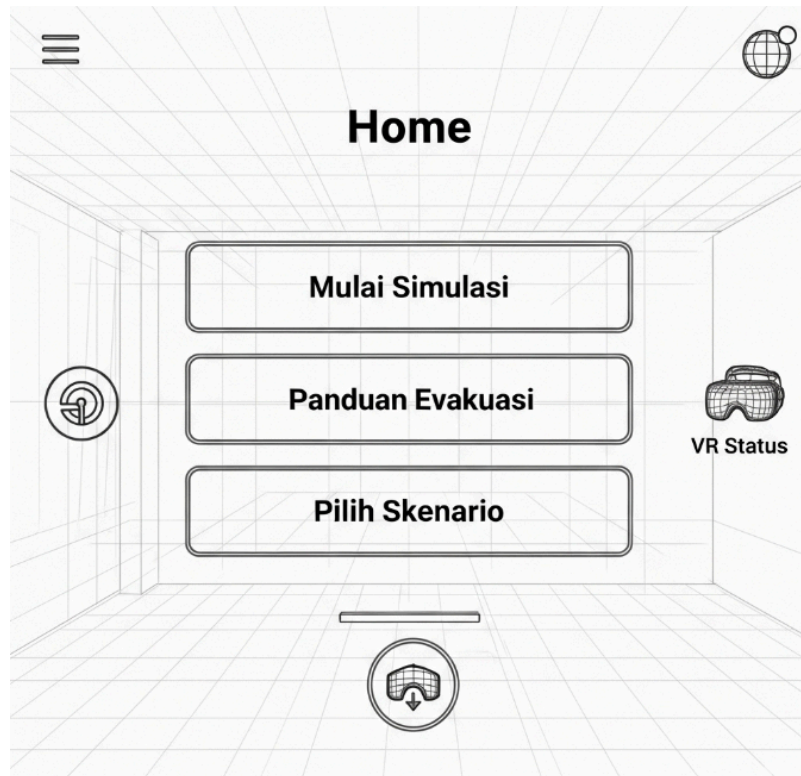 Home
Mulai Simulasi
Panduan Evakuasi
VR Status
Pilih Skenario